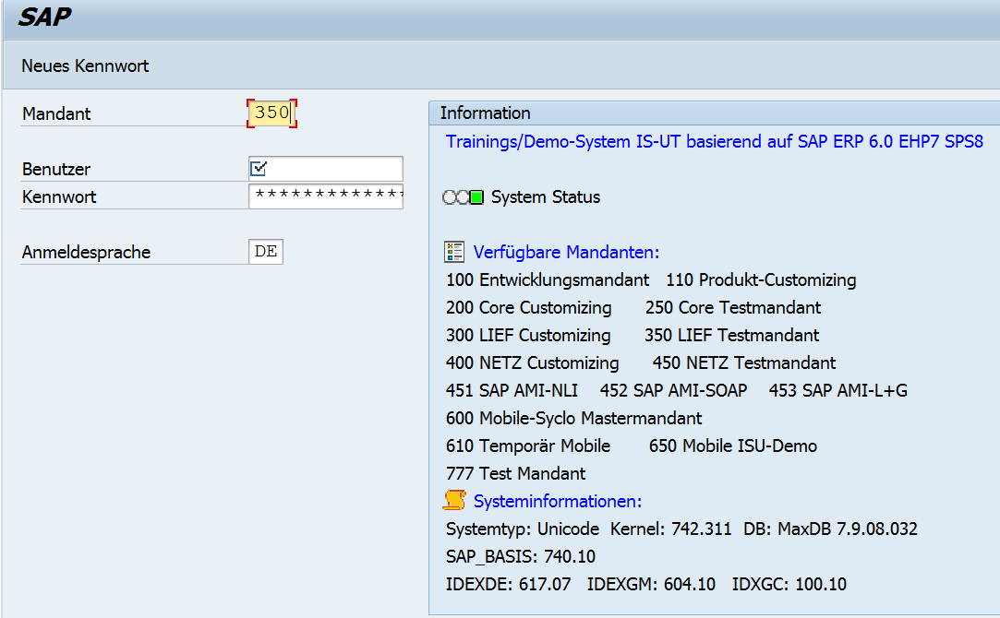 SAP
Neues Kennwort
Mandant 350
Benutzer
Kennwort *************
Anmeldesprache DE
Information
Trainings/Demo-System IS-UT basierend auf SAP ERP 6.0 EHP7 SPS8
System Status
Verfügbare Mandanten:
100 Entwicklungsmandant 110 Produkt-Customizing
200 Core Customizing 250 Core Testmandant
300 LIEF Customizing 350 LIEF Testmandant
400 NETZ Customizing 450 NETZ Testmandant
451 SAP AMI-NLI 452 SAP AMI-SOAP 453 SAP AMI-L+G
600 Mobile-Syclo Mastermandant
610 Temporär Mobile 650 Mobile ISU-Demo
777 Test Mandant
Systeminformationen:
Systemtyp: Unicode Kernel: 742.311 DB: MaxDB 7.9.08.032
SAP_BASIS: 740.10
IDEXDE: 617.07 IDEXGM: 604.10 IDXGC: 100.10